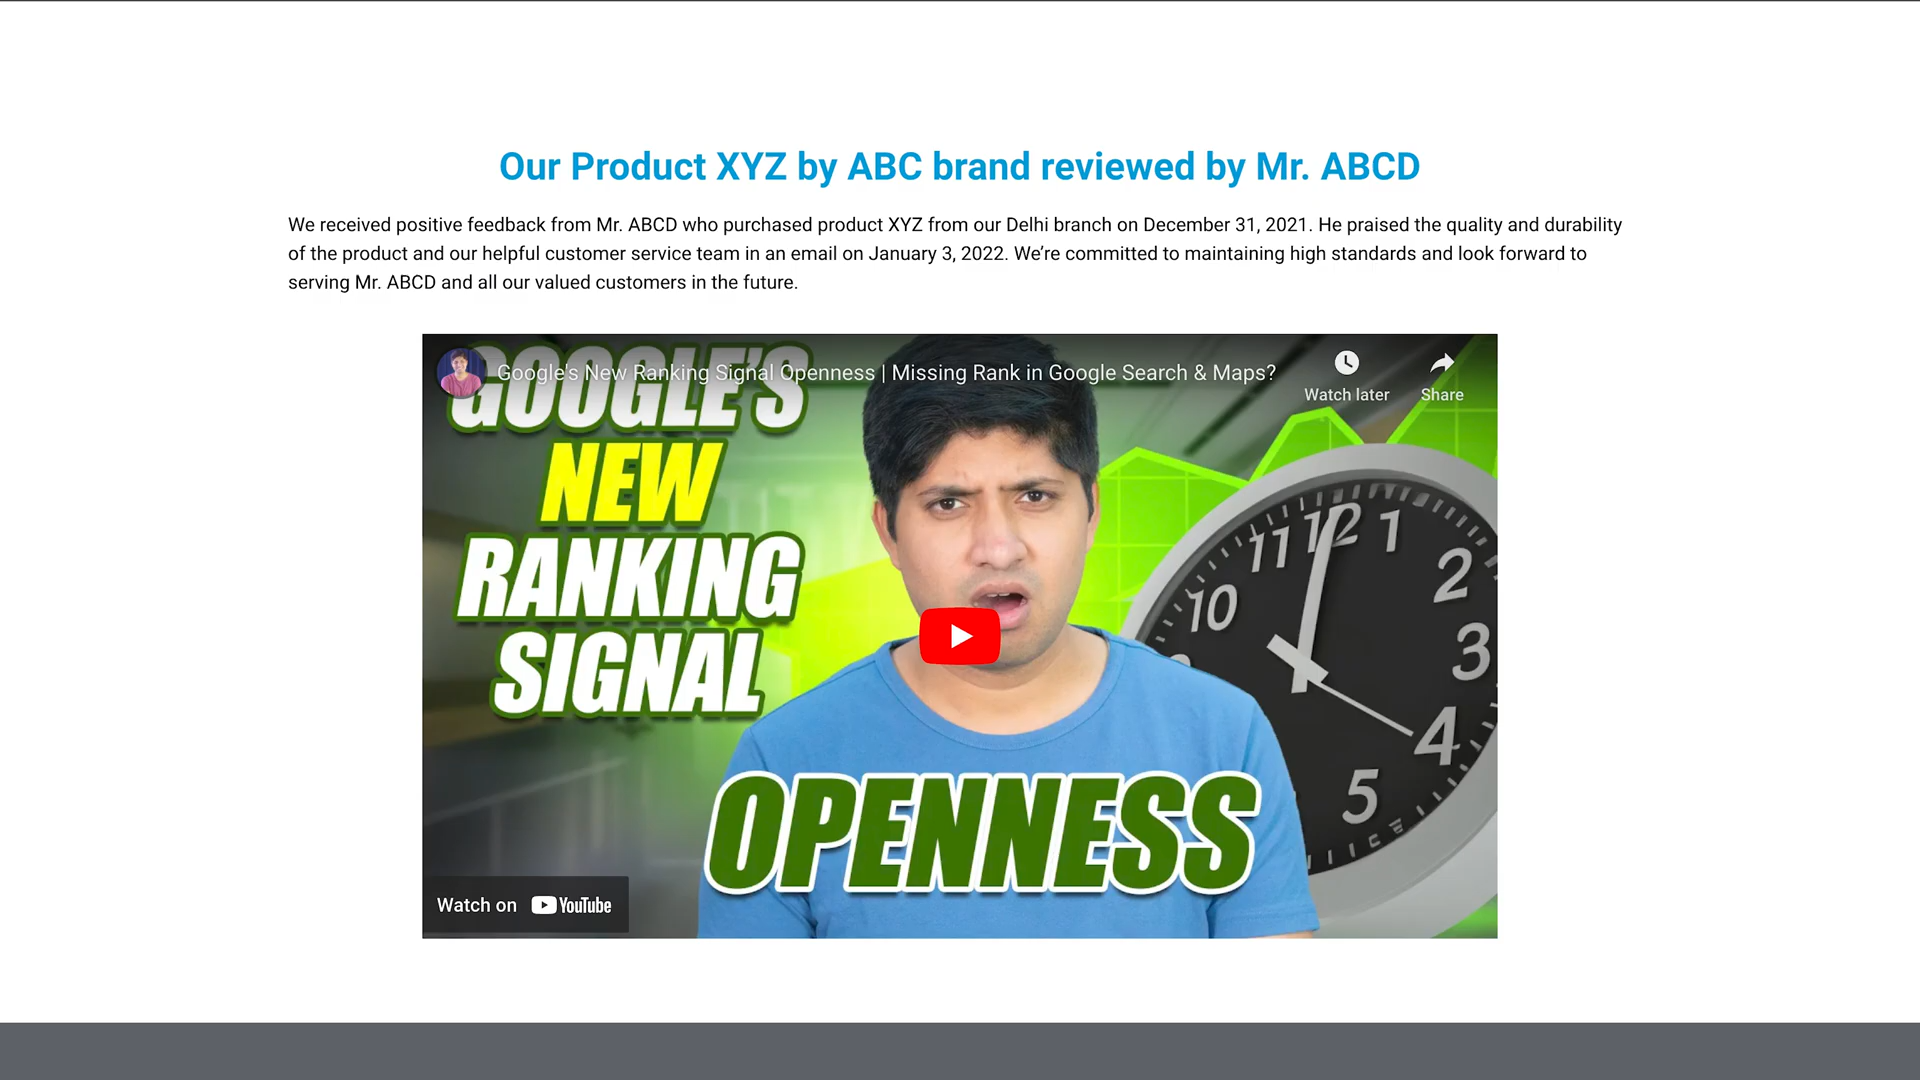 Our Product XYZ by ABC brand reviewed by Mr. ABCD
We received positive feedback from Mr. ABCD who purchased product XYZ from our Delhi branch on December 31, 2021. He praised the quality and durability
of the product and our helpful customer service team in an email on January 3, 2022. We’re committed to maintaining high standards and look forward to
serving Mr. ABCD and all our valued customers in the future.
Google's New Ranking Signal Openness | Missing Rank in Google Search & Maps?
Watch later
Share
GOOGLE'S
NEW
RANKING
SIGNAL
OPENNESS
10 11 12 1 2 3 4 5
Watch on YouTube